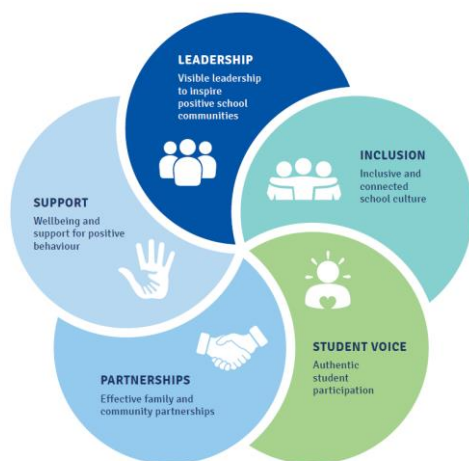 LEADERSHIP
Visible leadership
to inspire
positive school
communities
INCLUSION
Inclusive and
connected
school culture
STUDENT VOICE
Authentic
student
participation
PARTNERSHIPS
Effective family and
community partnerships
SUPPORT
Wellbeing and
support for positive
behaviour